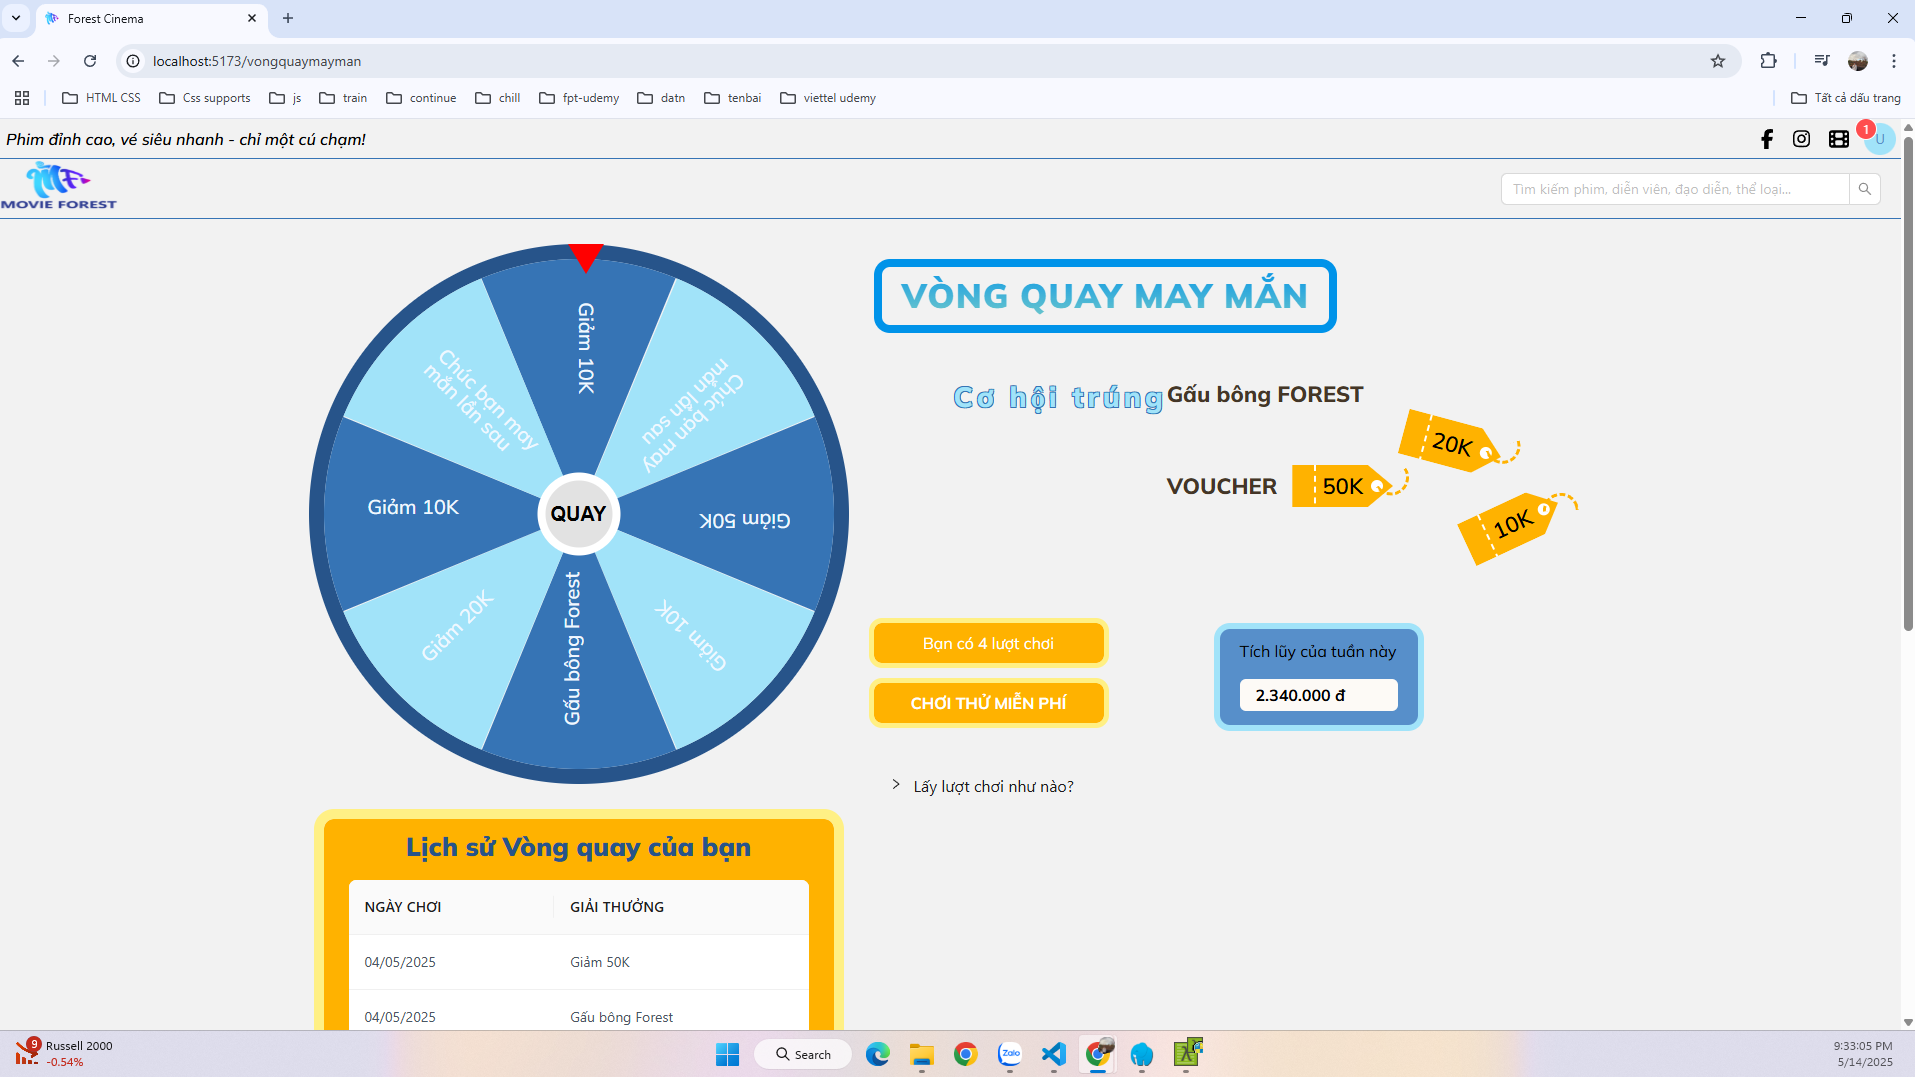 Forest Cinema
localhost:5173/vongquaymayman
HTML CSS
Css supports
js
train
continue
chill
fpt-udemy
datn
tenbai
viettel udemy
Tất cả dấu trang
Phim đỉnh cao, vé siêu nhanh - chỉ một cú chạm!
1
U
MF
MOVIE FOREST
Tìm kiếm phim, diễn viên, đạo diễn, thể loại...
Giảm 10K
Chúc bạn may
mắn lần sau
Giảm 50K
Giảm 10K
Gấu bông Forest
Giảm 20K
Giảm 10K
Chúc bạn may
mắn lần sau
QUAY
VÒNG QUAY MAY MẮN
Cơ hội trúng
Gấu bông FOREST
VOUCHER
50K
20K
10K
Bạn có 4 lượt chơi
CHƠI THỬ MIỄN PHÍ
Tích lũy của tuần này
2.340.000 đ
Lấy lượt chơi như nào?
Lịch sử Vòng quay của bạn
NGÀY CHƠI
GIẢI THƯỞNG
04/05/2025
Giảm 50K
04/05/2025
Gấu bông Forest
9
Russell 2000
-0.54%
Search
Zalo
9:33:05 PM
5/14/2025